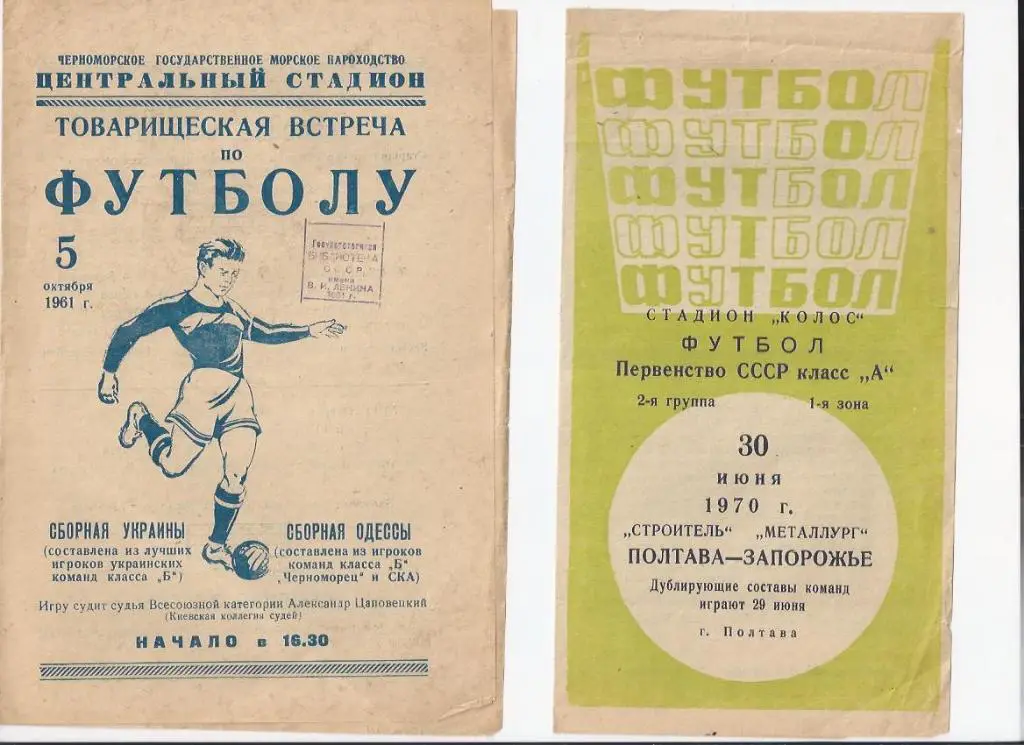 ЧЕРНОМОРСКОЕ ГОСУДАРСТВЕННОЕ МОРСКОЕ ПАРОХОДСТВО
ЦЕНТРАЛЬНЫЙ СТАДИОН
ТОВАРИЩЕСКАЯ ВСТРЕЧА
ПО
ФУТБОЛУ
5
октября
1961 г.
Государственная
БИБЛИОТЕКА
СССР
имени
В. И. ЛЕНИНА
1961 г.
СБОРНАЯ УКРАИНЫ
(составлена из лучших
игроков украинских
команд класса „Б")
СБОРНАЯ ОДЕССЫ
(составлена из игроков
команд класса „Б"
„Черноморец" и СКА)
Игру судит судья Всесоюзной категории Александр Цаповецкий
(Киевская коллегия судей)
НАЧАЛО в 16.30
ФУТБОЛ
ФУТБОЛ
ФУТБОЛ
ФУТБОЛ
ФУТБОЛ
СТАДИОН „КОЛОС"
ФУТБОЛ
Первенство СССР класс „А"
2-я группа 1-я зона
30
ИЮНЯ
1970 г.
„СТРОИТЕЛЬ" „МЕТАЛЛУРГ"
ПОЛТАВА—ЗАПОРОЖЬЕ
Дублирующие составы команд
играют 29 июня
г. Полтава